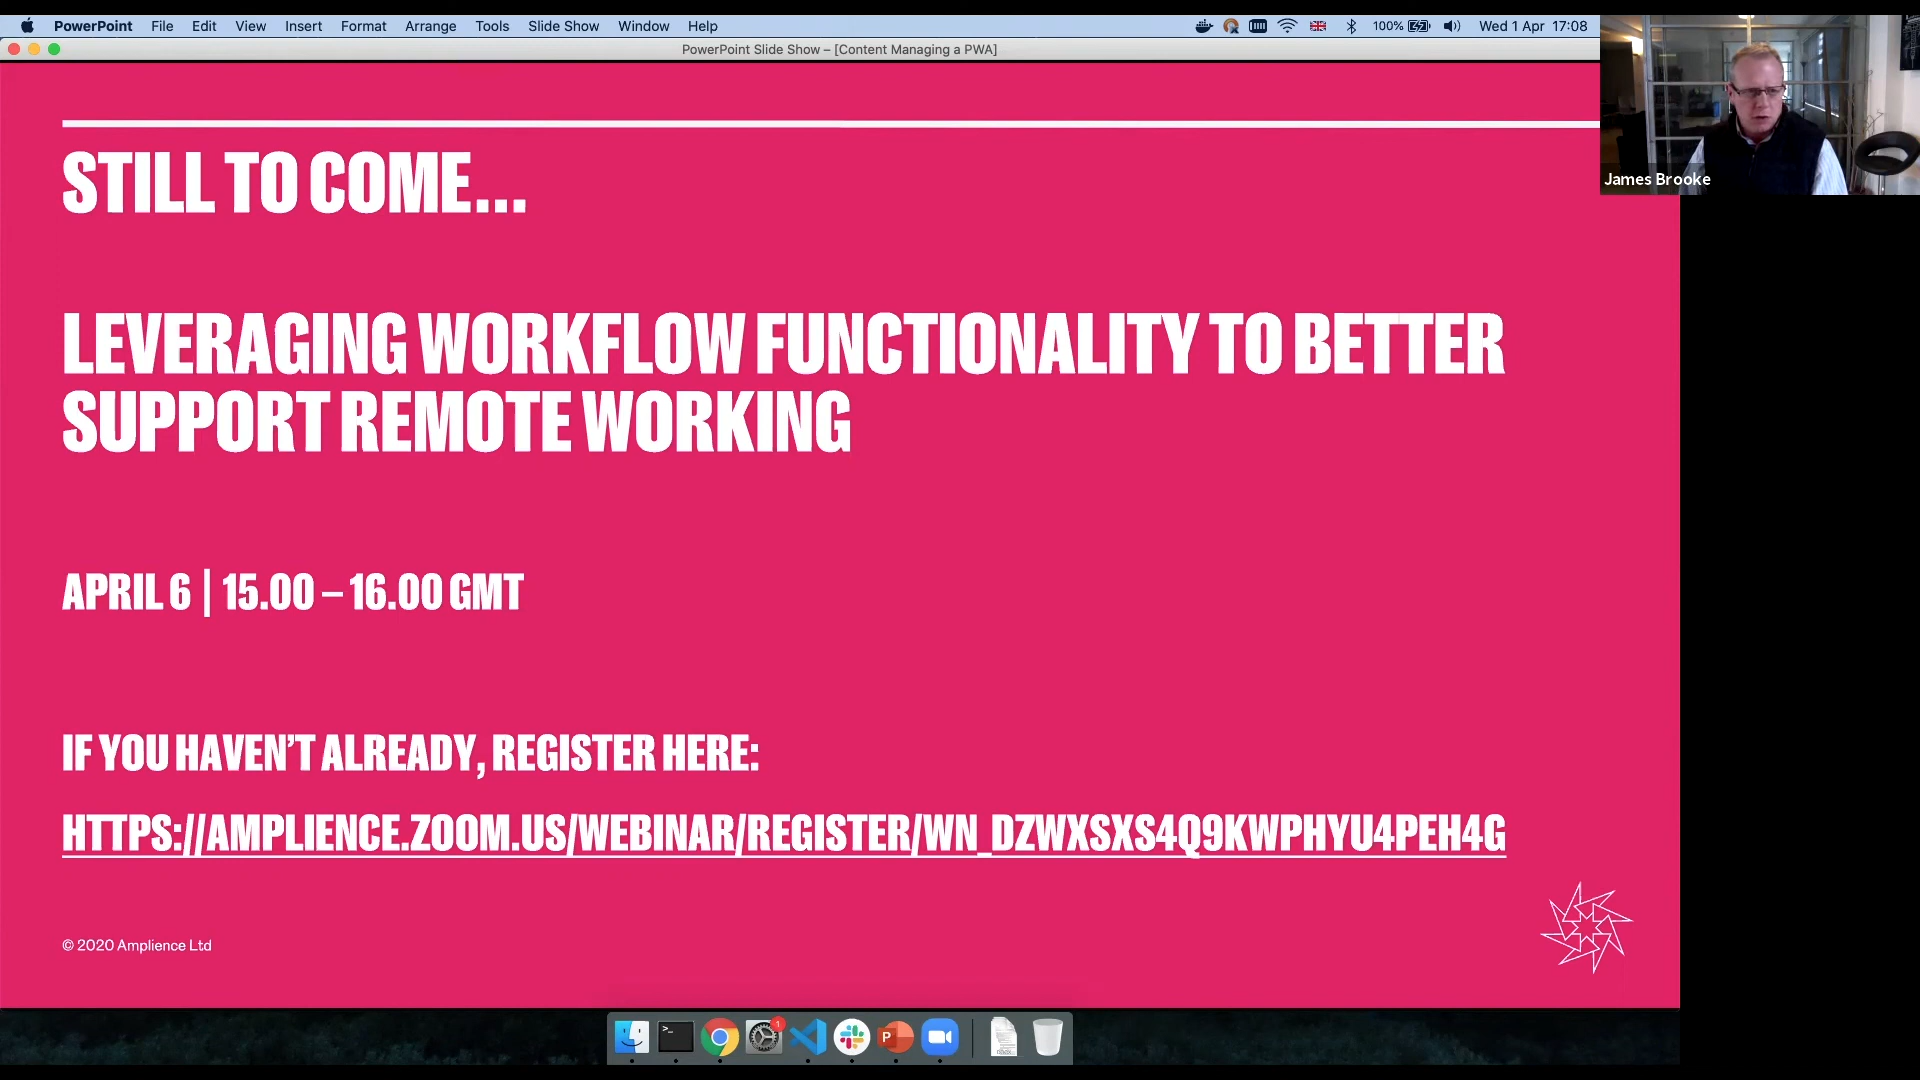 PowerPoint File Edit View Insert Format Arrange Tools Slide Show Window Help 100% Wed 1 Apr 17:08
PowerPoint Slide Show – [Content Managing a PWA]
James Brooke
STILL TO COME...
LEVERAGING WORKFLOW FUNCTIONALITY TO BETTER
SUPPORT REMOTE WORKING
APRIL 6 | 15.00 – 16.00 GMT
IF YOU HAVEN'T ALREADY, REGISTER HERE:
HTTPS://AMPLIENCE.ZOOM.US/WEBINAR/REGISTER/WN_DZWXSXS4Q9KWPHYU4PEH4G
© 2020 Amplience Ltd
1